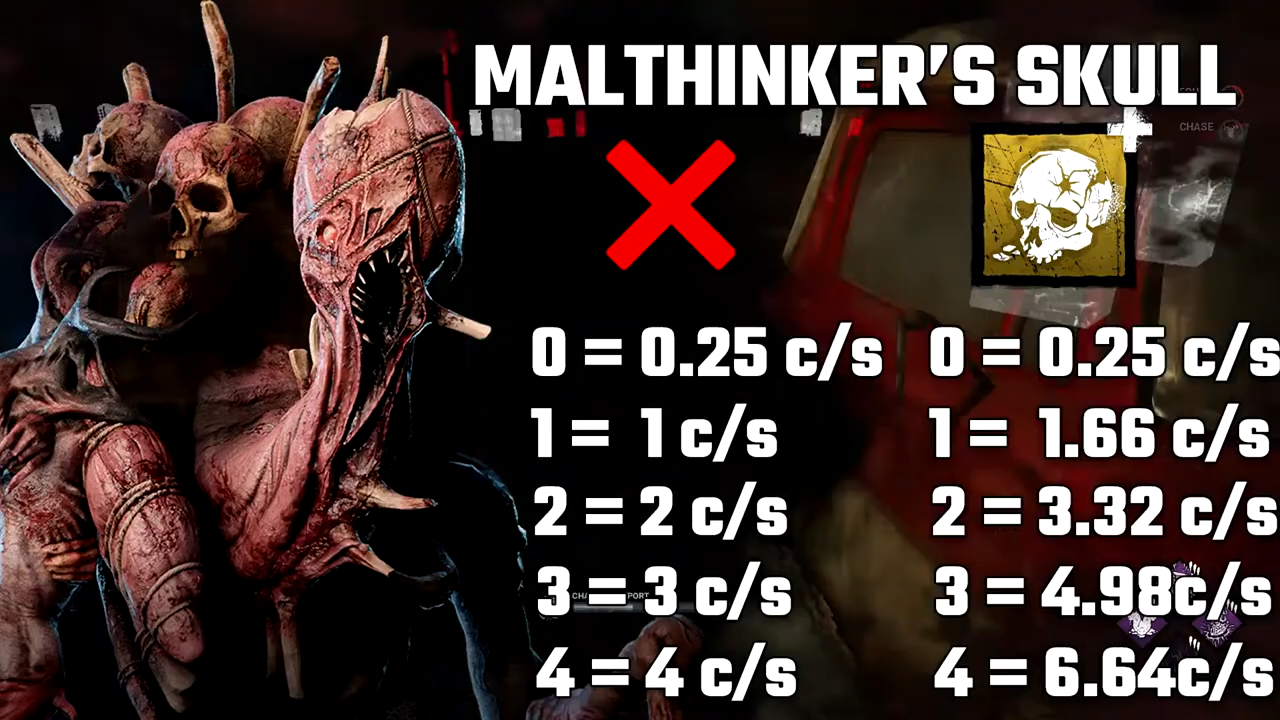 MALTHINKER'S SKULL
CHASE
0 = 0.25 c/s 0 = 0.25 c/s
1 = 1 c/s 1 = 1.66 c/s
2 = 2 c/s 2 = 3.32 c/s
3 = 3 c/s 3 = 4.98c/s
4 = 4 c/s 4 = 6.64c/s